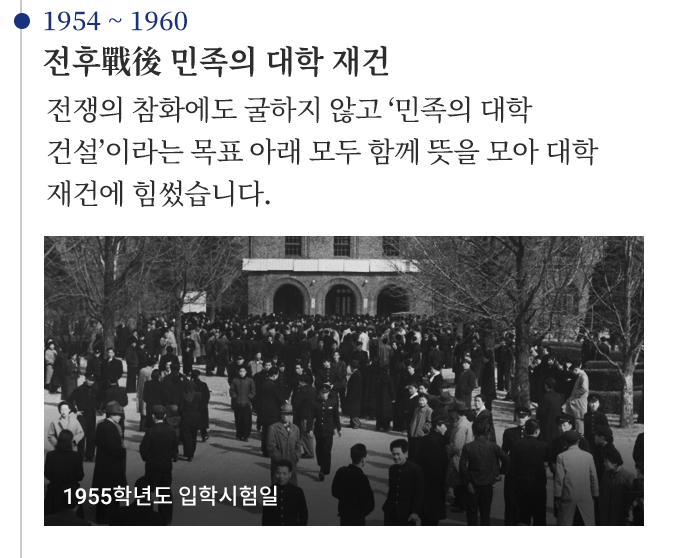 1954 ~ 1960
전후戰後 민족의 대학 재건
전쟁의 참화에도 굴하지 않고 ‘민족의 대학
건설’이라는 목표 아래 모두 함께 뜻을 모아 대학
재건에 힘썼습니다.
1955학년도 입학시험일